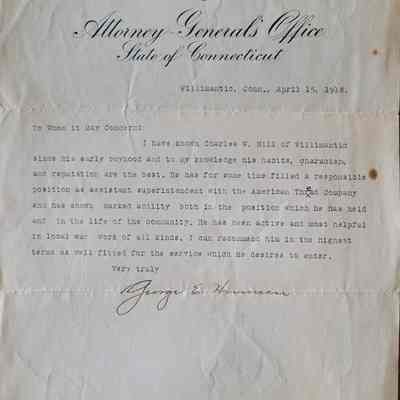 Attorney-General's Office
State of Connecticut
Willimantic, Conn., April 15, 1918.
To Whom it May Concern:
I have known Charles W. Hill of Willimantic
since his early boyhood and to my knowledge his habits, character,
and reputation are the best. He has for some time filled a responsible
position as assistant superintendent with the American Thread Company
and has shown marked ability both in the position which he has held
and in the life of the community. He has been active and most helpful
in local war work of all kinds. I can recommend him in the highest
terms as well fitted for the service which he desires to enter.
Very truly
George E. Hinman